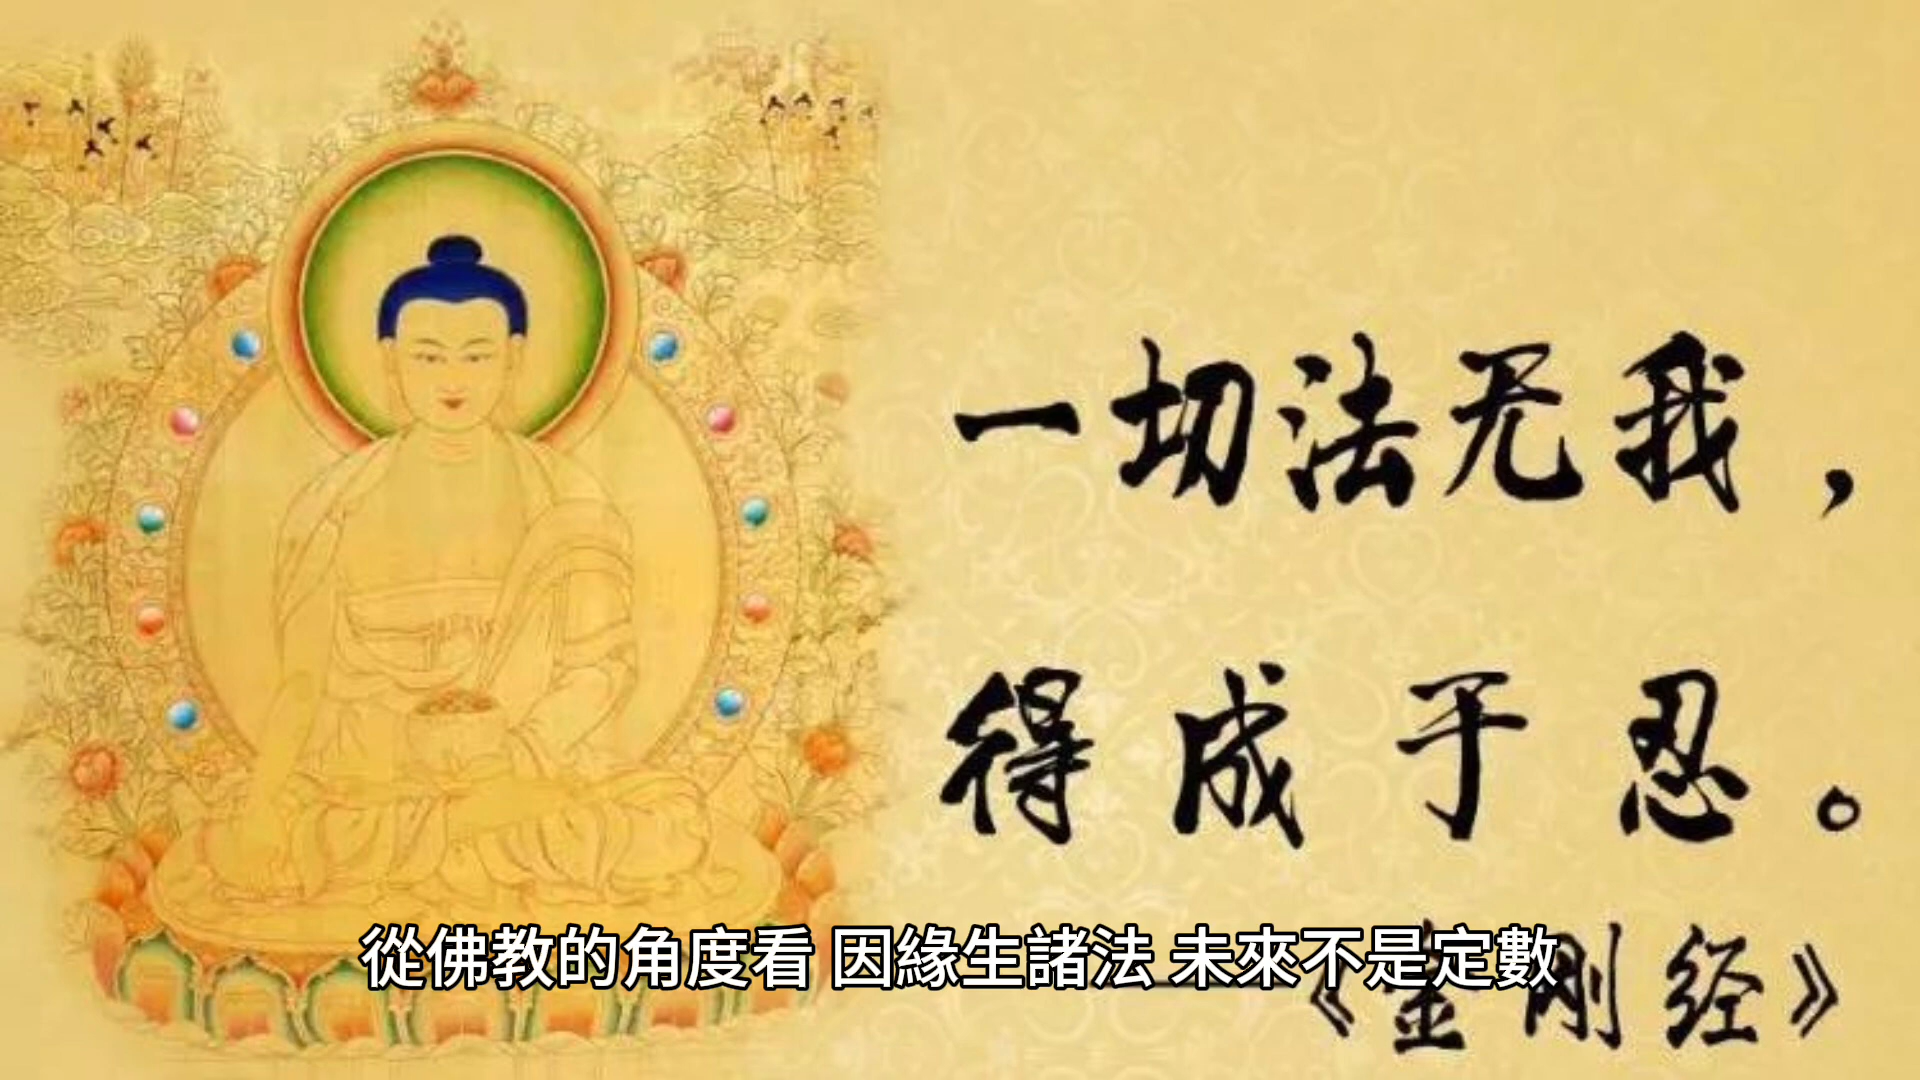 一切法无我，
得成于忍。
《金刚经》
從佛教的角度看 因緣生諸法 未來不是定數